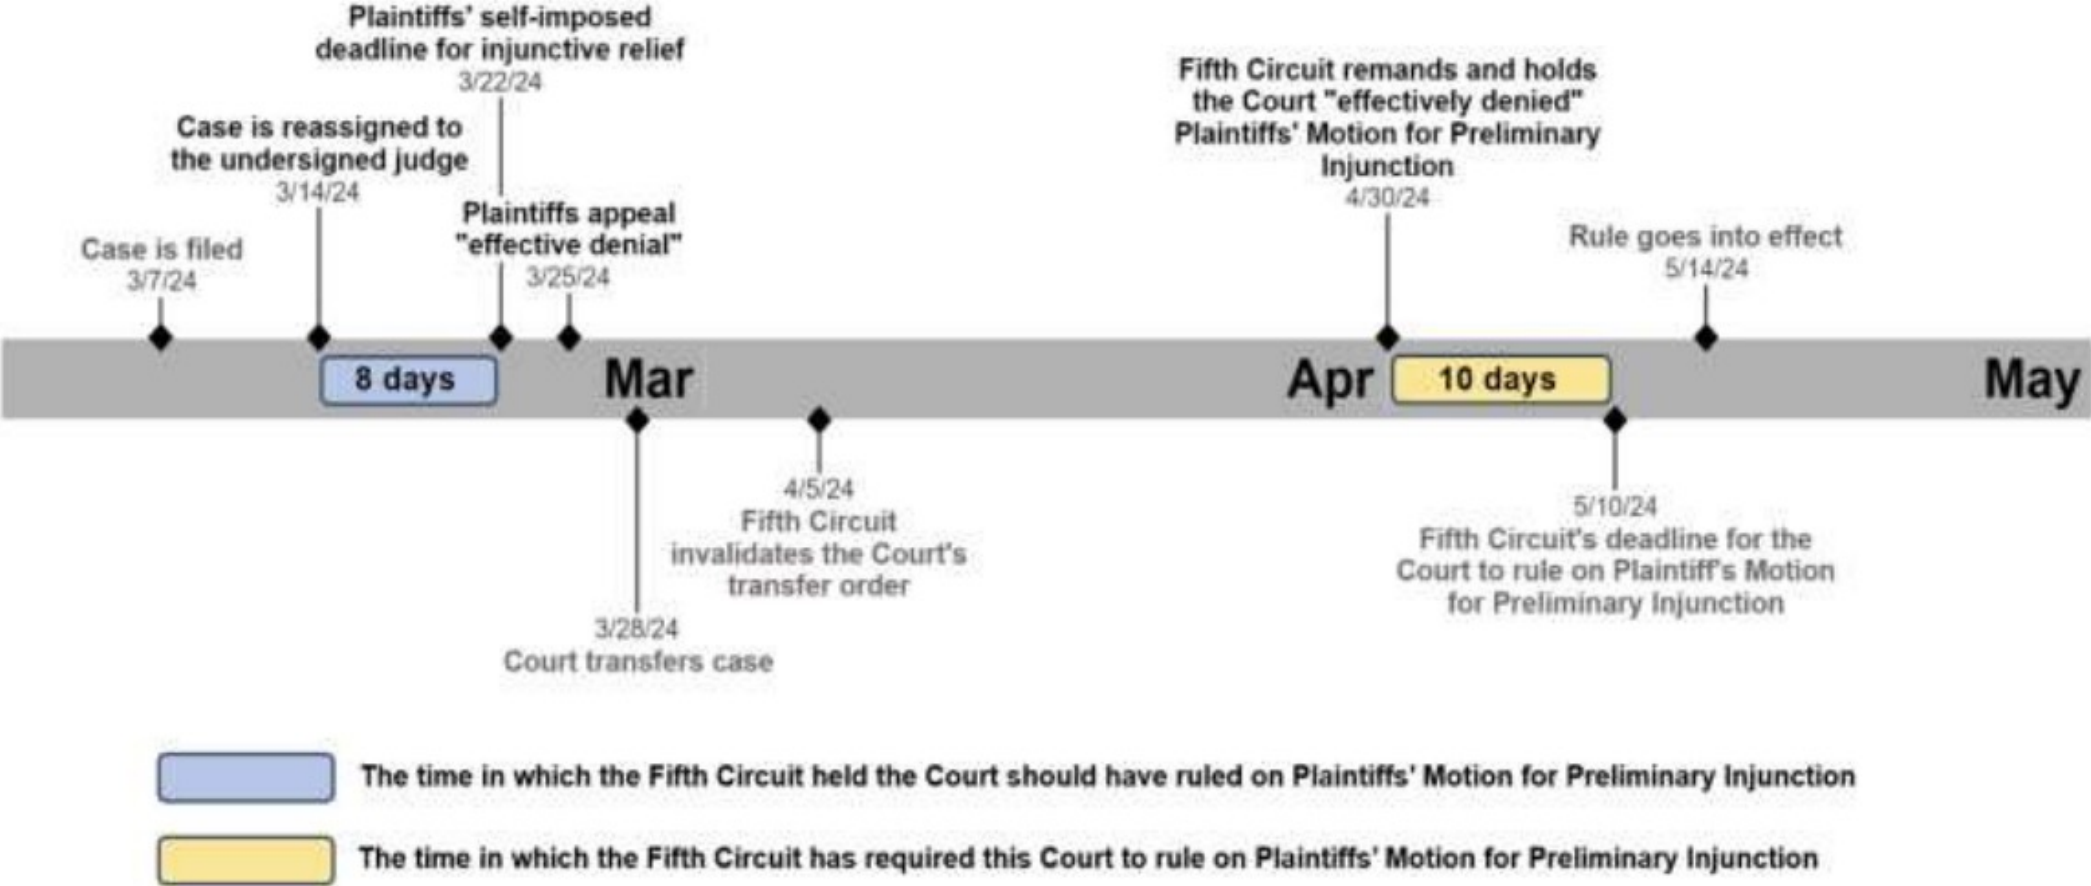 Plaintiffs' self-imposed
deadline for injunctive relief
3/22/24
Case is reassigned to
the undersigned judge
3/14/24
Plaintiffs appeal
"effective denial"
3/25/24
Case is filed
3/7/24
Fifth Circuit remands and holds
the Court "effectively denied"
Plaintiffs' Motion for Preliminary
Injunction
4/30/24
Rule goes into effect
5/14/24
8 days
Mar
Apr
10 days
May
4/5/24
Fifth Circuit
invalidates the Court's
transfer order
3/28/24
Court transfers case
5/10/24
Fifth Circuit's deadline for the
Court to rule on Plaintiff's Motion
for Preliminary Injunction
The time in which the Fifth Circuit held the Court should have ruled on Plaintiffs' Motion for Preliminary Injunction
The time in which the Fifth Circuit has required this Court to rule on Plaintiffs' Motion for Preliminary Injunction